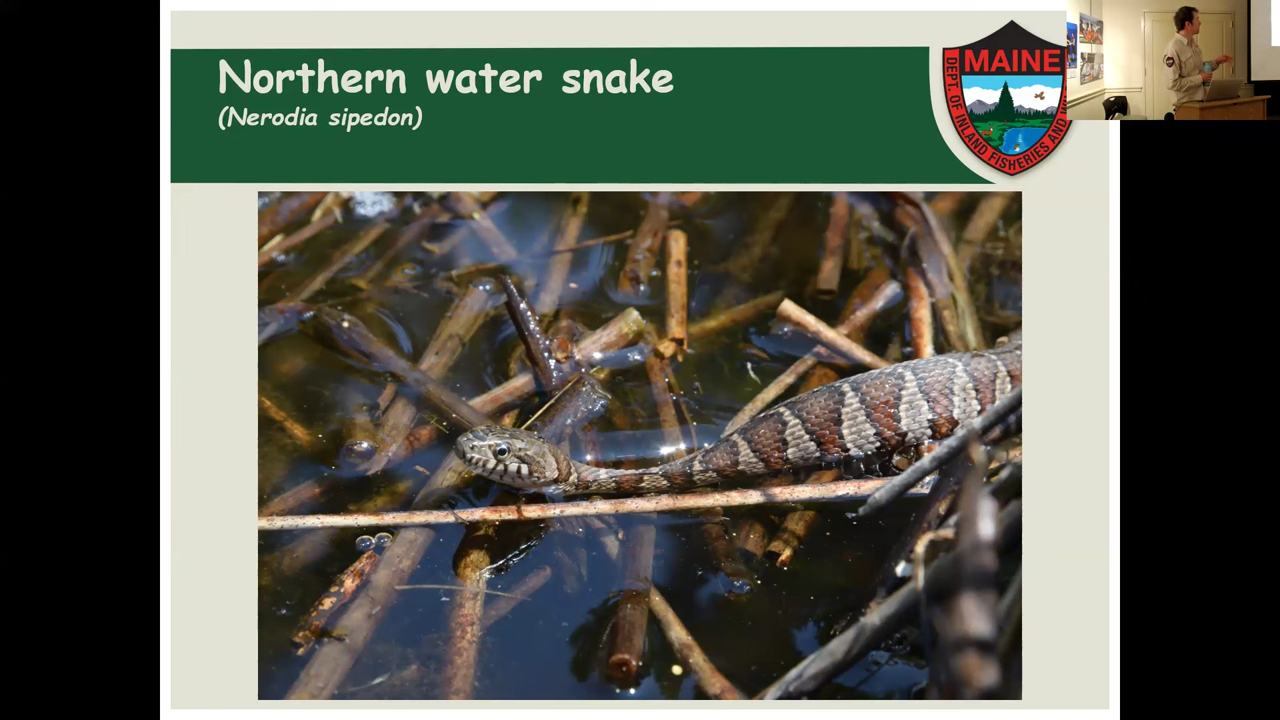 Northern water snake
(Nerodia sipedon)
MAINE
DEPT. OF INLAND FISHERIES AND